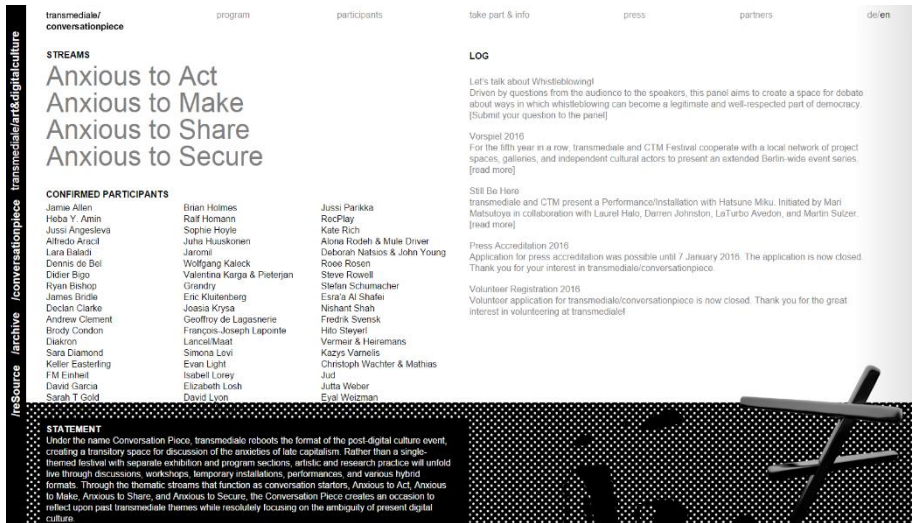 transmediale/
conversationpiece
program
participants
take part & info
press
partners
de/en
/reSource /archive /conversationpiece transmediale/art&digitalculture
STREAMS
Anxious to Act
Anxious to Make
Anxious to Share
Anxious to Secure
CONFIRMED PARTICIPANTS
Jamie Allen
Heba Y. Amin
Jussi Angesleva
Alfredo Aracil
Lara Baladi
Dennis de Bel
Didier Bigo
Ryan Bishop
James Bridle
Declan Clarke
Andrew Clement
Brody Condon
Diakron
Sara Diamond
Keller Easterling
FM Einheit
David Garcia
Sarah T Gold
Brian Holmes
Ralf Homann
Sophie Hoyle
Juha Huuskonen
Jaromil
Wolfgang Kaleck
Valentina Karga & Pieterjan
Grandry
Eric Kluitenberg
Joasia Krysa
Geoffroy de Lagasnerie
François-Joseph Lapointe
Lancel/Maat
Simona Levi
Evan Light
Isabell Lorey
Elizabeth Losh
David Lyon
Jussi Parikka
RecPlay
Kate Rich
Alona Rodeh & Mule Driver
Deborah Natsios & John Young
Roee Rosen
Steve Rowell
Stefan Schumacher
Esra'a Al Shafei
Nishant Shah
Fredrik Svensk
Hito Steyerl
Vermeir & Heiremans
Kazys Varnelis
Christoph Wachter & Mathias
Jud
Jutta Weber
Eyal Weizman
LOG
Let's talk about Whistleblowing!
Driven by questions from the audience to the speakers, this panel aims to create a space for debate
about ways in which whistleblowing can become a legitimate and well-respected part of democracy.
[Submit your question to the panel]
Vorspiel 2016
For the fifth year in a row, transmediale and CTM Festival cooperate with a local network of project
spaces, galleries, and independent cultural actors to present an extended Berlin-wide event series.
[read more]
Still Be Here
transmediale and CTM present a Performance/Installation with Hatsune Miku. Initiated by Mari
Matsutoya in collaboration with Laurel Halo, Darren Johnston, LaTurbo Avedon, and Martin Sulzer.
[read more]
Press Accreditation 2016
Application for press accreditation was possible until 7 January 2016. The application is now closed.
Thank you for your interest in transmediale/conversationpiece.
Volunteer Registration 2016
Volunteer application for transmediale/conversationpiece is now closed. Thank you for the great
interest in volunteering at transmediale!
STATEMENT
Under the name Conversation Piece, transmediale reboots the format of the post-digital culture event,
creating a transitory space for discussion of the anxieties of late capitalism. Rather than a single-
themed festival with separate exhibition and program sections, artistic and research practice will unfold
live through discussions, workshops, temporary installations, performances, and various hybrid
formats. Through the thematic streams that function as conversation starters, Anxious to Act, Anxious
to Make, Anxious to Share, and Anxious to Secure, the Conversation Piece creates an occasion to
reflect upon past transmediale themes while resolutely focusing on the ambiguity of present digital
culture.